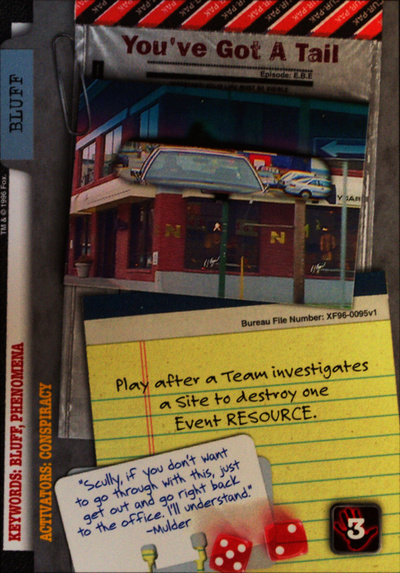 You've Got A Tail
Episode: E.B.E
BLUFF
TM & © 1996 Fox.
KEYWORDS: BLUFF, PHENOMENA
ACTIVATORS: CONSPIRACY
Bureau File Number: XF96-0095v1
Play after a Team investigates
a Site to destroy one
Event RESOURCE.
"Scully, if you don't want
to go through with this, just
get out and go right back
to the office. I'll understand."
-Mulder
3